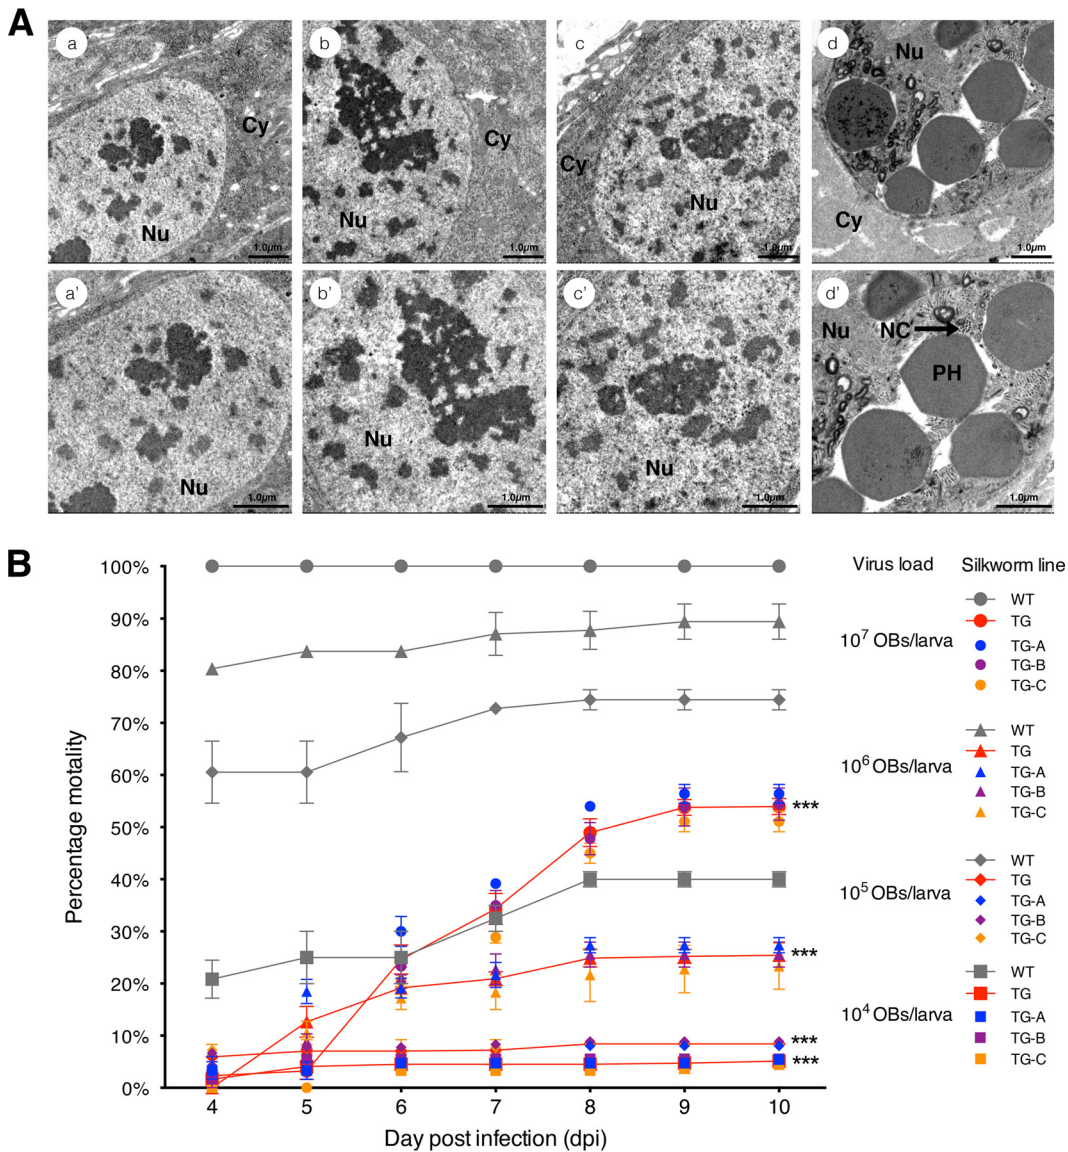 A
a
b
c
d
Nu
Cy
Cy
Cy
Nu
Nu
Nu
Cy
1.0µm
1.0µm
1.0µm
1.0µm
a'
b'
c'
d'
Nu
NC
PH
Nu
Nu
Nu
1.0µm
1.0µm
1.0µm
1.0µm
B
100%
90%
80%
70%
60%
50%
40%
30%
20%
10%
0%
Percentage motality
4 5 6 7 8 9 10
Day post infection (dpi)
***
***
***
***
Virus load Silkworm line
10⁷ OBs/larva
WT
TG
TG-A
TG-B
TG-C
10⁶ OBs/larva
WT
TG
TG-A
TG-B
TG-C
10⁵ OBs/larva
WT
TG
TG-A
TG-B
TG-C
10⁴ OBs/larva
WT
TG
TG-A
TG-B
TG-C